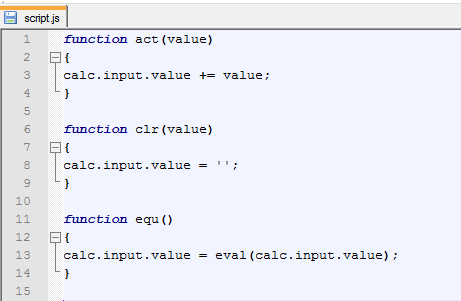 script.js
1 function act(value)
2 {
3 calc.input.value += value;
4 }
5
6 function clr(value)
7 {
8 calc.input.value = '';
9 }
10
11 function equ()
12 {
13 calc.input.value = eval(calc.input.value);
14 }
15